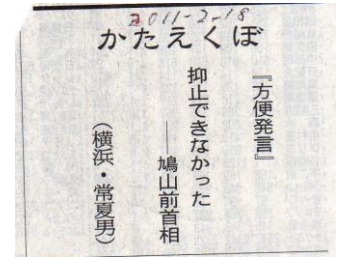 2011-2-18
かたえくぼ
『方便発言』
抑止できなかった
――鳩山前首相
(横浜・常夏男)